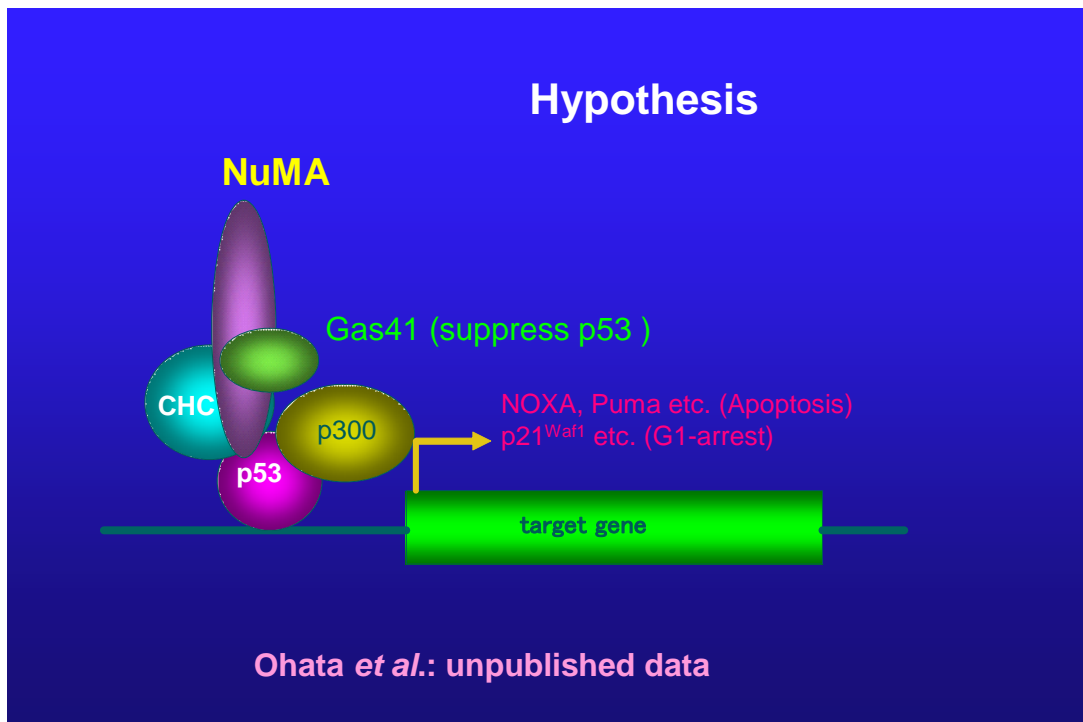 Hypothesis
NuMA
Gas41 (suppress p53 )
CHC
p300
NOXA, Puma etc. (Apoptosis)
p21Waf1 etc. (G1-arrest)
p53
target gene
Ohata et al.: unpublished data